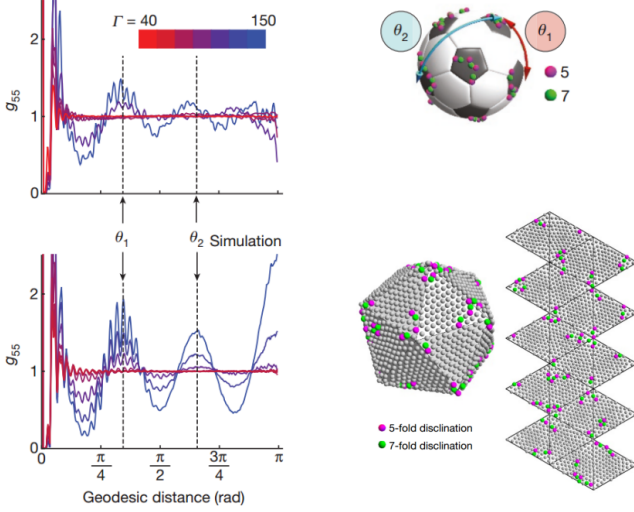 Γ = 40 150
2
1
0
g55
θ1
θ2 Simulation
2
1
0
g55
0
π/4
π/2
3π/4
π
Geodesic distance (rad)
θ2
θ1
5
7
5-fold disclination
7-fold disclination